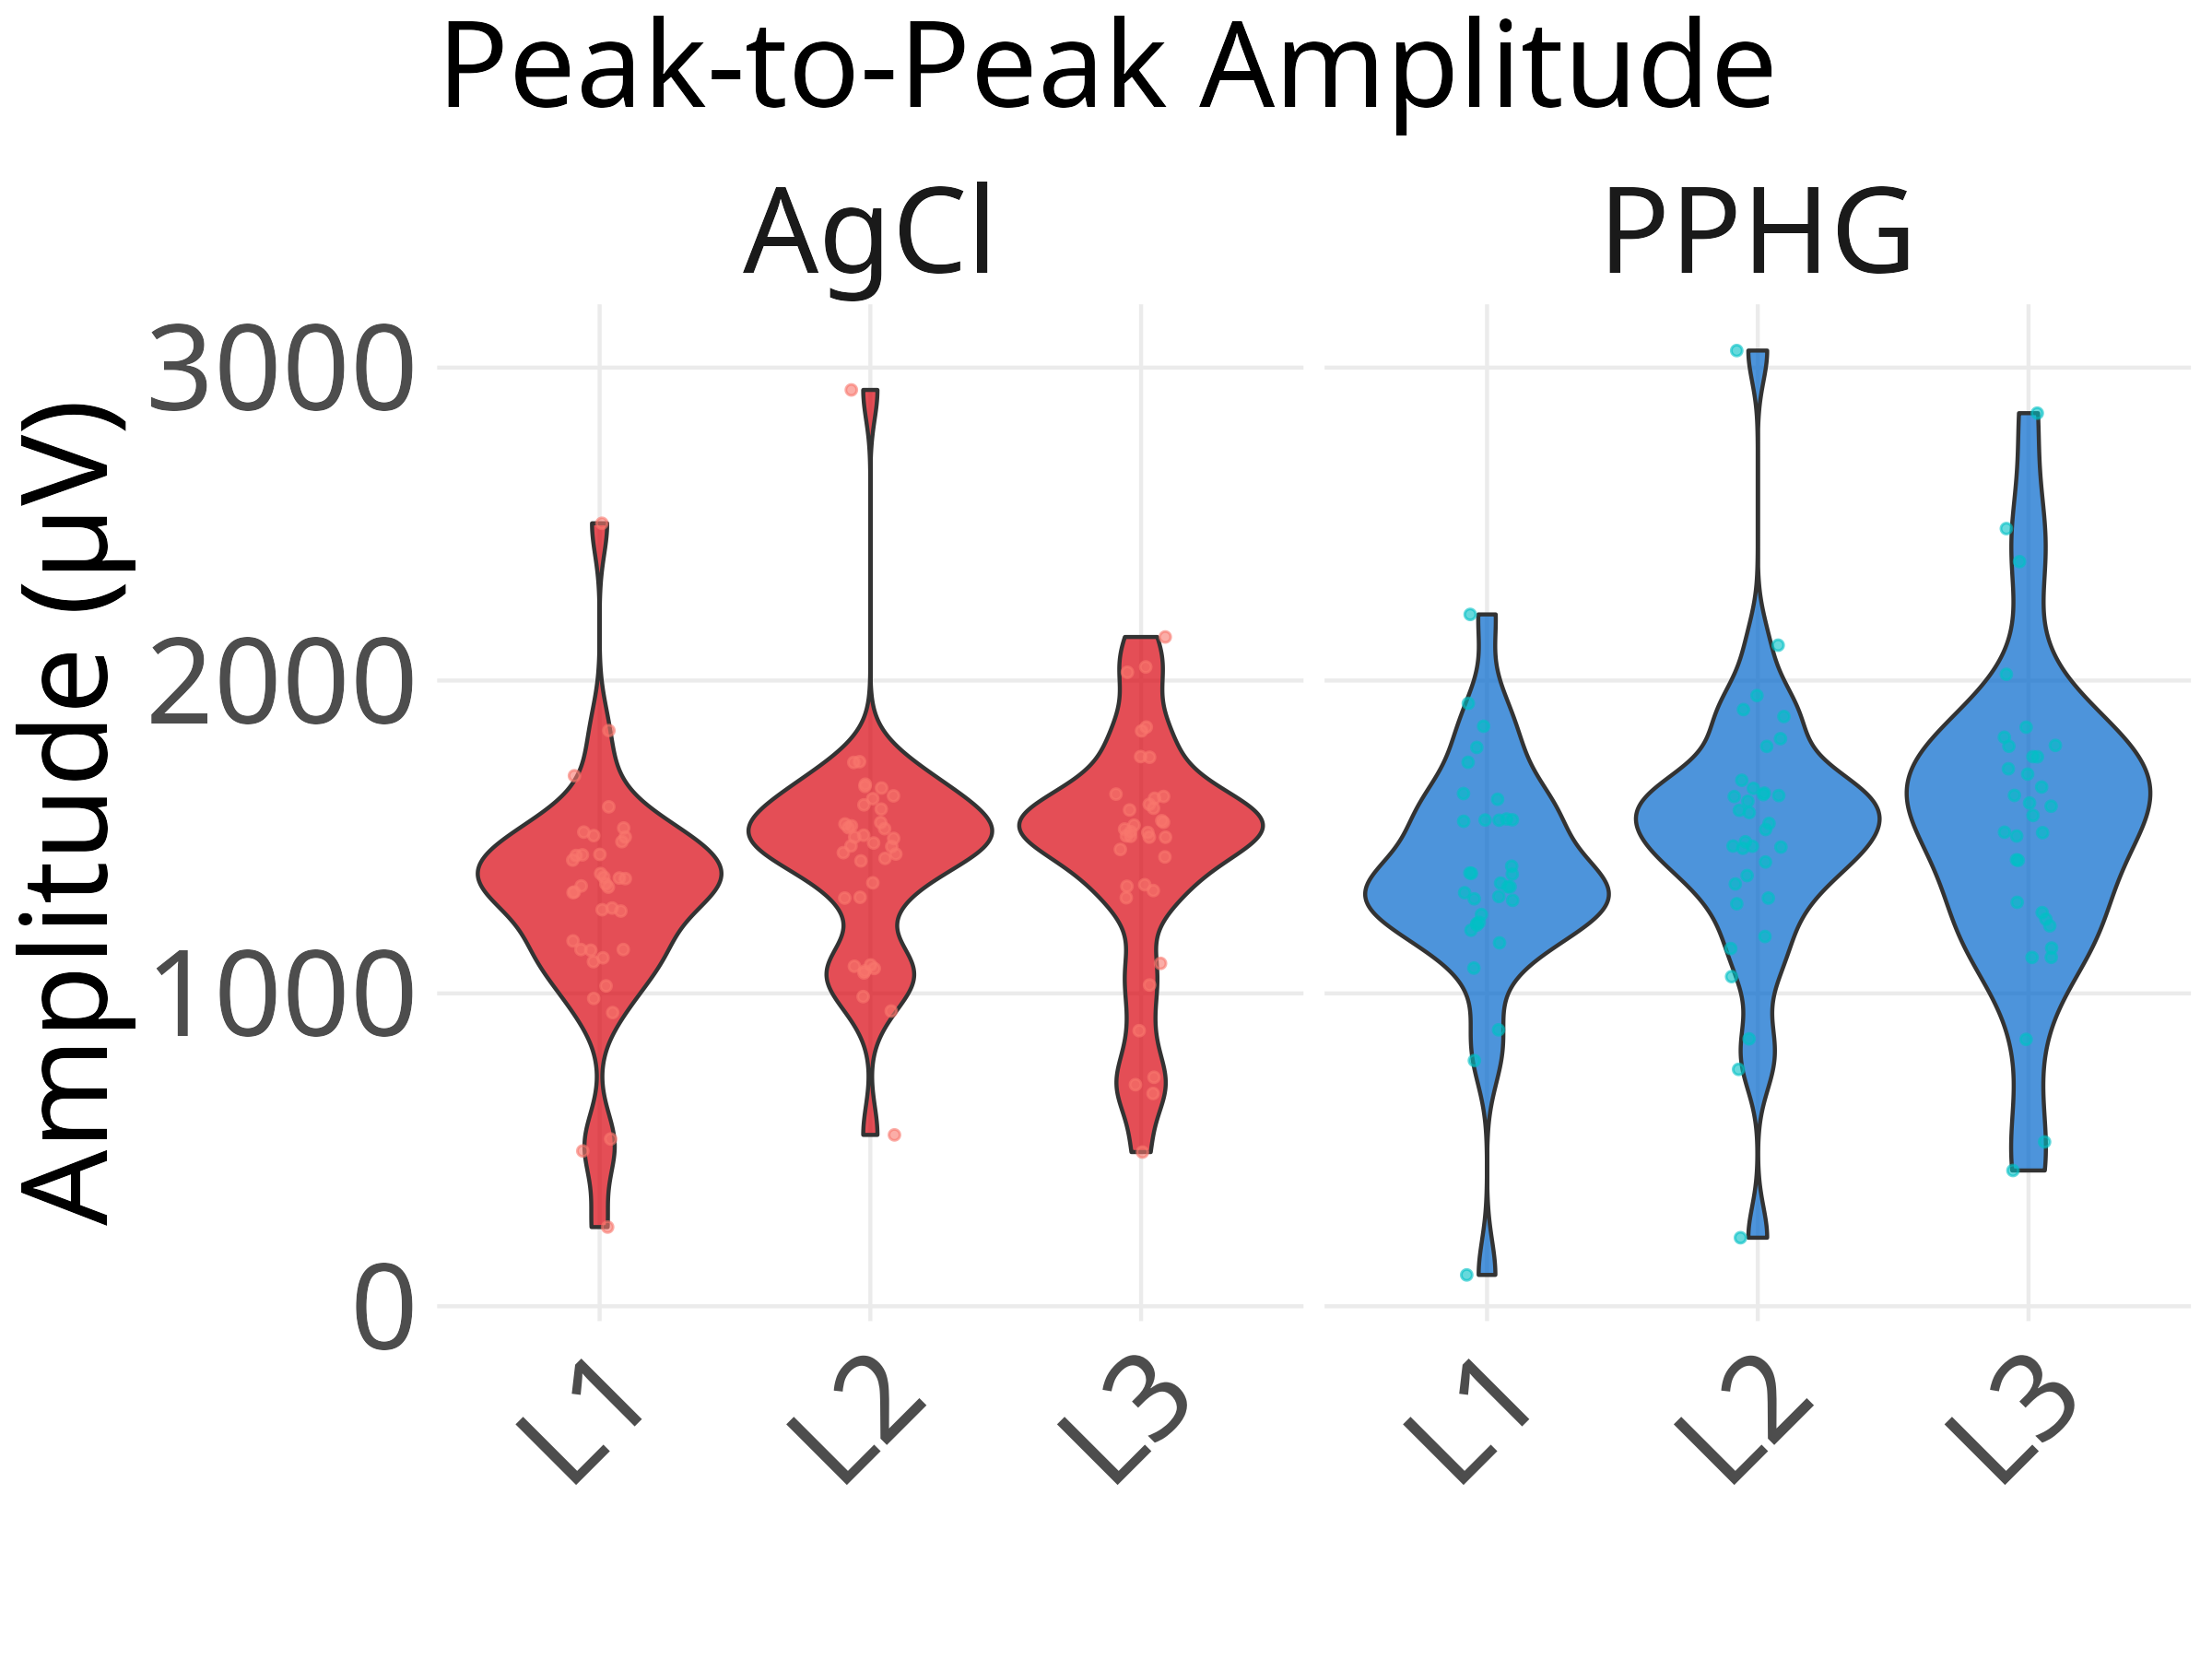 Peak-to-Peak Amplitude
AgCl PPHG
Amplitude (µV)
3000
2000
1000
0
L1 L2 L3 L1 L2 L3